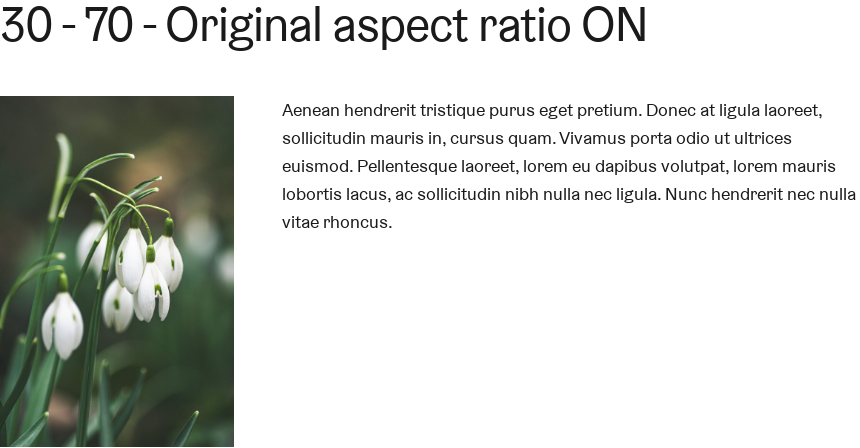 30 - 70 - Original aspect ratio ON
Aenean hendrerit tristique purus eget pretium. Donec at ligula laoreet,
sollicitudin mauris in, cursus quam. Vivamus porta odio ut ultrices
euismod. Pellentesque laoreet, lorem eu dapibus volutpat, lorem mauris
lobortis lacus, ac sollicitudin nibh nulla nec ligula. Nunc hendrerit nec nulla
vitae rhoncus.